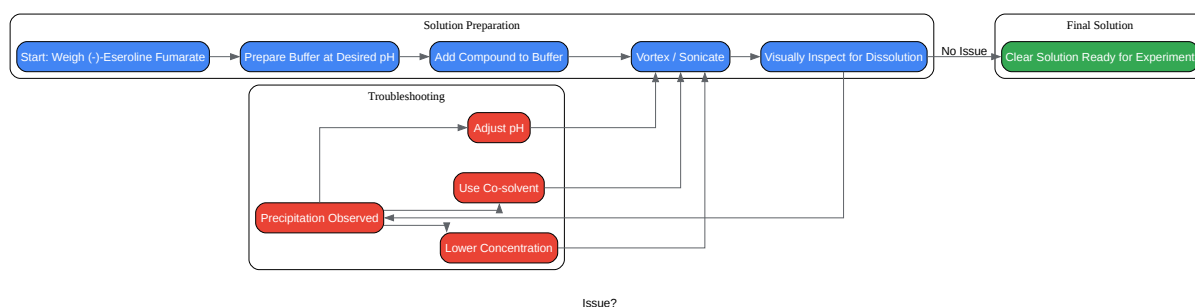 Solution Preparation
Start: Weigh (-)-Eseroline Fumarate
Prepare Buffer at Desired pH
Add Compound to Buffer
Vortex / Sonicate
Visually Inspect for Dissolution
No Issue
Final Solution
Clear Solution Ready for Experiment
Troubleshooting
Adjust pH
Use Co-solvent
Precipitation Observed
Lower Concentration
Issue?